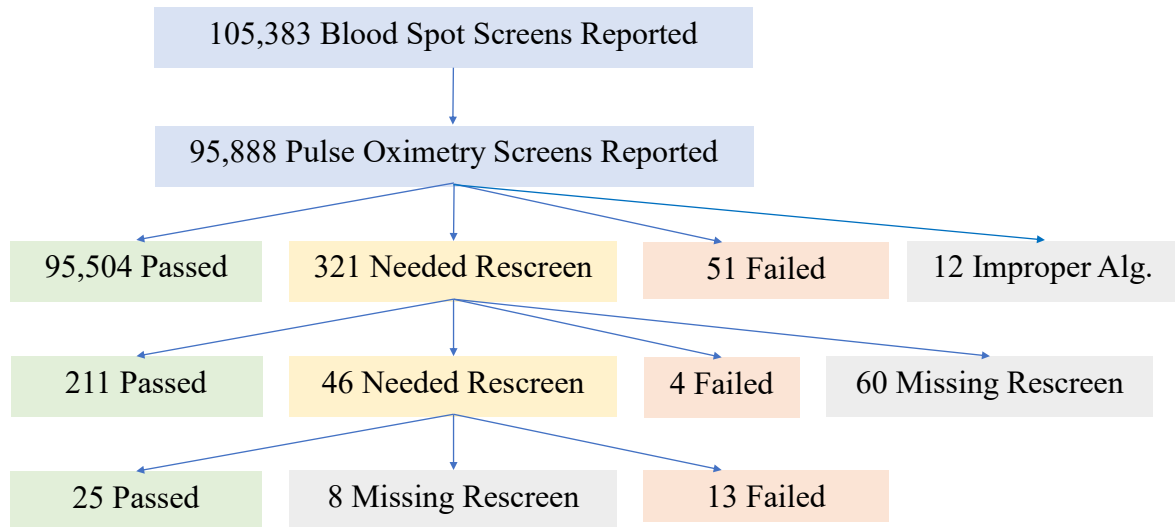 105,383 Blood Spot Screens Reported
95,888 Pulse Oximetry Screens Reported
95,504 Passed
321 Needed Rescreen
51 Failed
12 Improper Alg.
211 Passed
46 Needed Rescreen
4 Failed
60 Missing Rescreen
25 Passed
8 Missing Rescreen
13 Failed